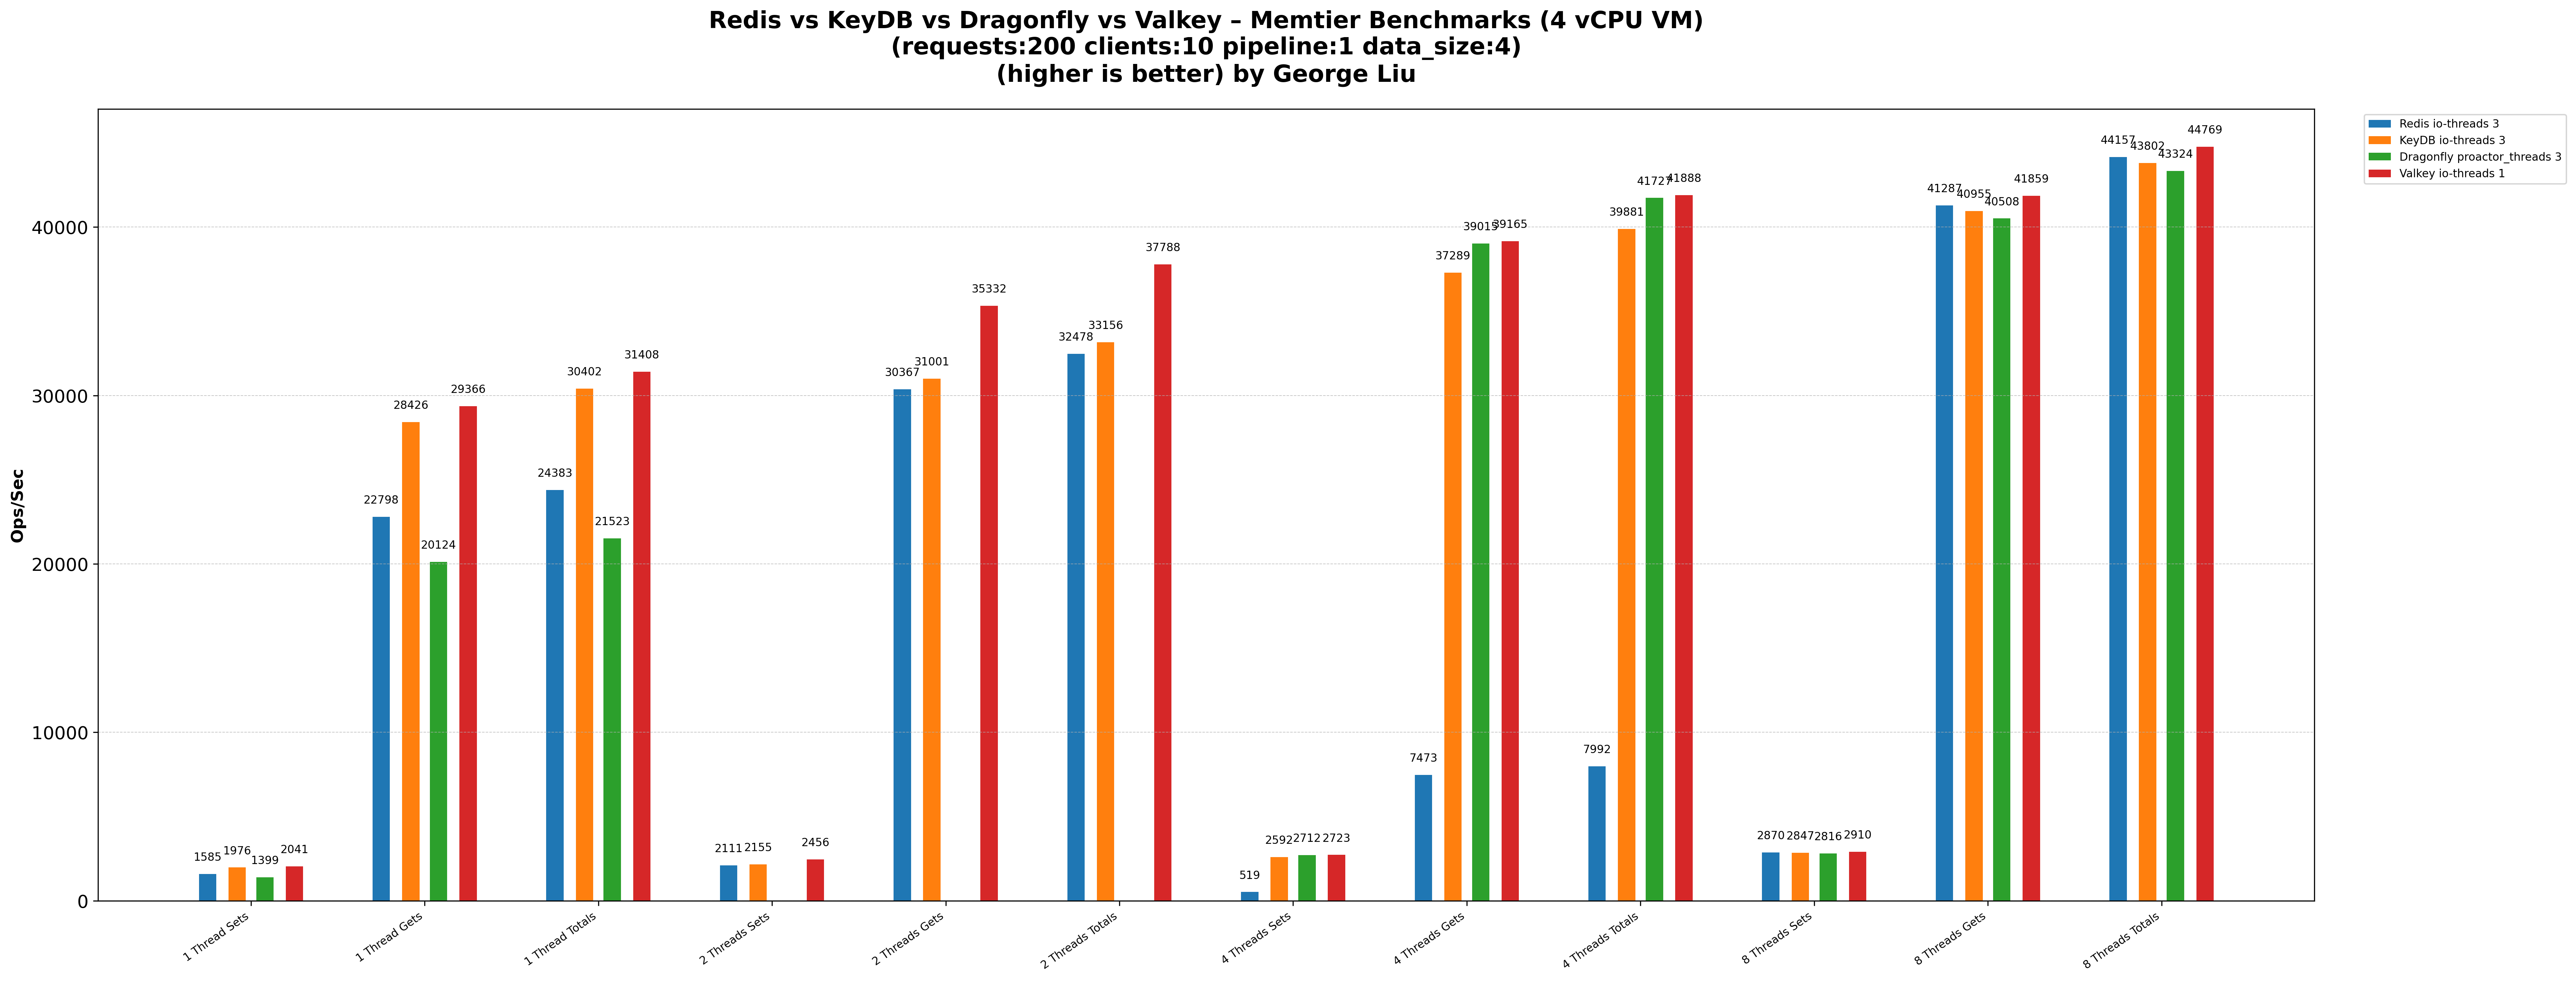 Redis vs KeyDB vs Dragonfly vs Valkey – Memtier Benchmarks (4 vCPU VM)
(requests:200 clients:10 pipeline:1 data_size:4)
(higher is better) by George Liu
Redis io-threads 3
KeyDB io-threads 3
Dragonfly proactor_threads 3
Valkey io-threads 1
Ops/Sec
40000
30000
20000
10000
0
1585
1976
1399
2041
22798
28426
20124
29366
24383
30402
21523
31408
2111
2155
2456
30367
31001
35332
32478
33156
37788
519
2592
2712
2723
7473
37289
39015
39165
7992
39881
41727
41888
2870
2847
2816
2910
41287
40955
40508
41859
44157
43802
43324
44769
1 Thread Sets
1 Thread Gets
1 Thread Totals
2 Threads Sets
2 Threads Gets
2 Threads Totals
4 Threads Sets
4 Threads Gets
4 Threads Totals
8 Threads Sets
8 Threads Gets
8 Threads Totals